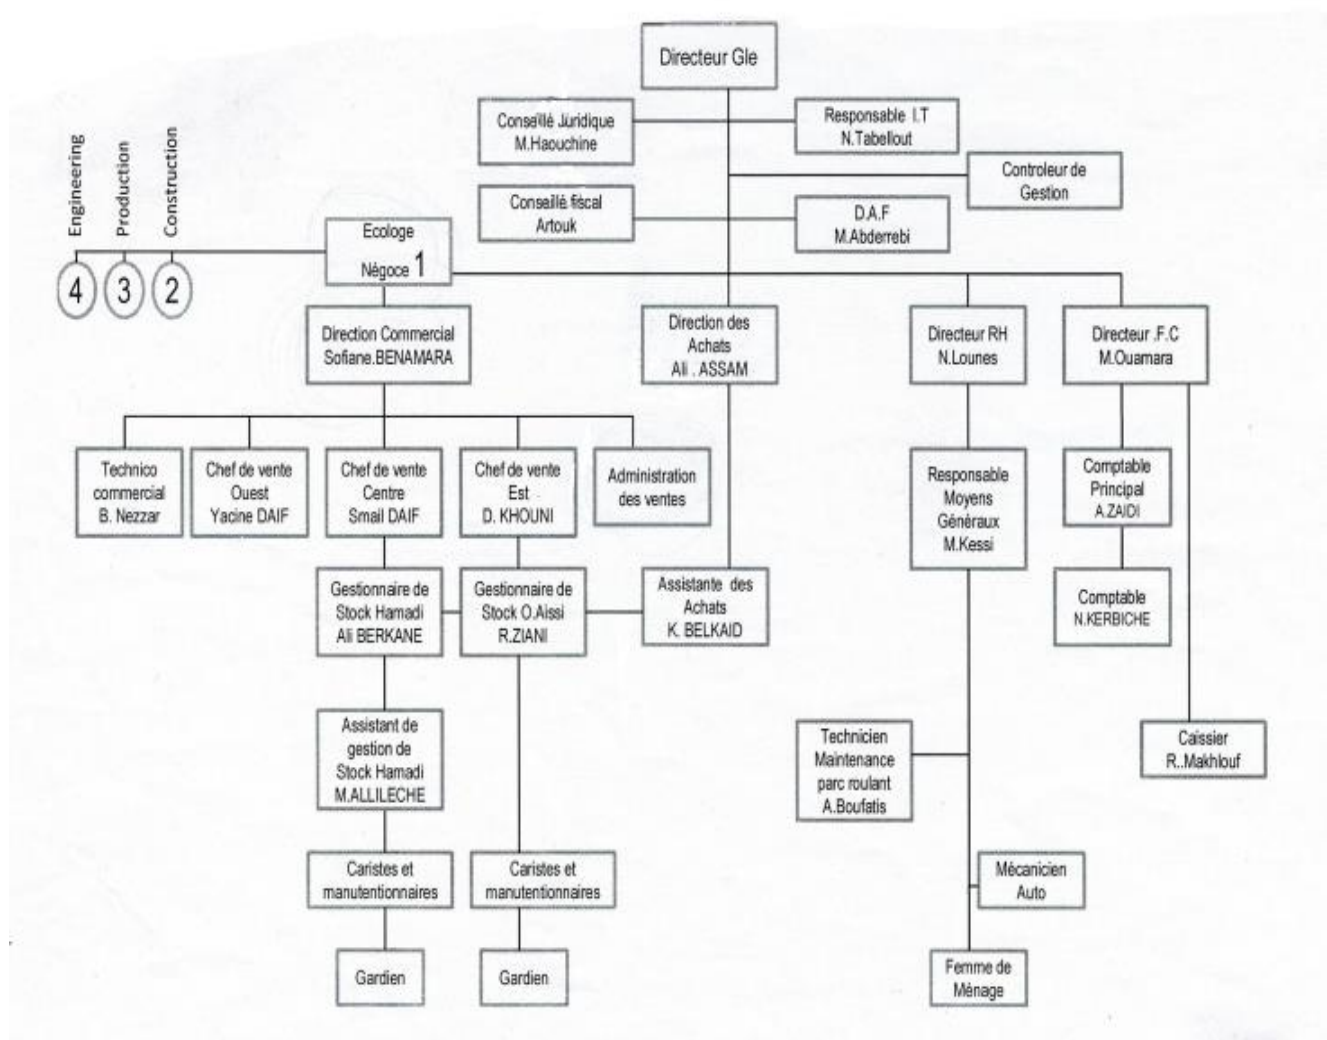 Directeur Gle
Conseillé Juridique
M.Haouchine
Responsable I.T
N.Tabellout
Controleur de
Gestion
Conseillé fiscal
Artouk
D.A.F
M.Abderrebi
Engineering
Production
Construction
4
3
2
Ecologe
Négoce 1
Direction Commercial
Sofiane.BENAMARA
Direction des
Achats
Ali . ASSAM
Directeur RH
N.Lounes
Directeur .F.C
M.Ouamara
Technico
commercial
B. Nezzar
Chef de vente
Ouest
Yacine DAIF
Chef de vente
Centre
Smail DAIF
Chef de vente
Est
D. KHOUNI
Administration
des ventes
Responsable
Moyens
Généraux
M.Kessi
Comptable
Principal
A.ZAIDI
Gestionnaire de
Stock Hamadi
Ali BERKANE
Gestionnaire de
Stock O.Aissi
R.ZIANI
Assistante des
Achats
K. BELKAID
Comptable
N.KERBICHE
Assistant de
gestion de
Stock Hamadi
M.ALLILECHE
Technicien
Maintenance
parc roulant
A.Boufatis
Caissier
R..Makhlouf
Caristes et
manutentionnaires
Caristes et
manutentionnaires
Mécanicien
Auto
Gardien
Gardien
Femme de
Ménage